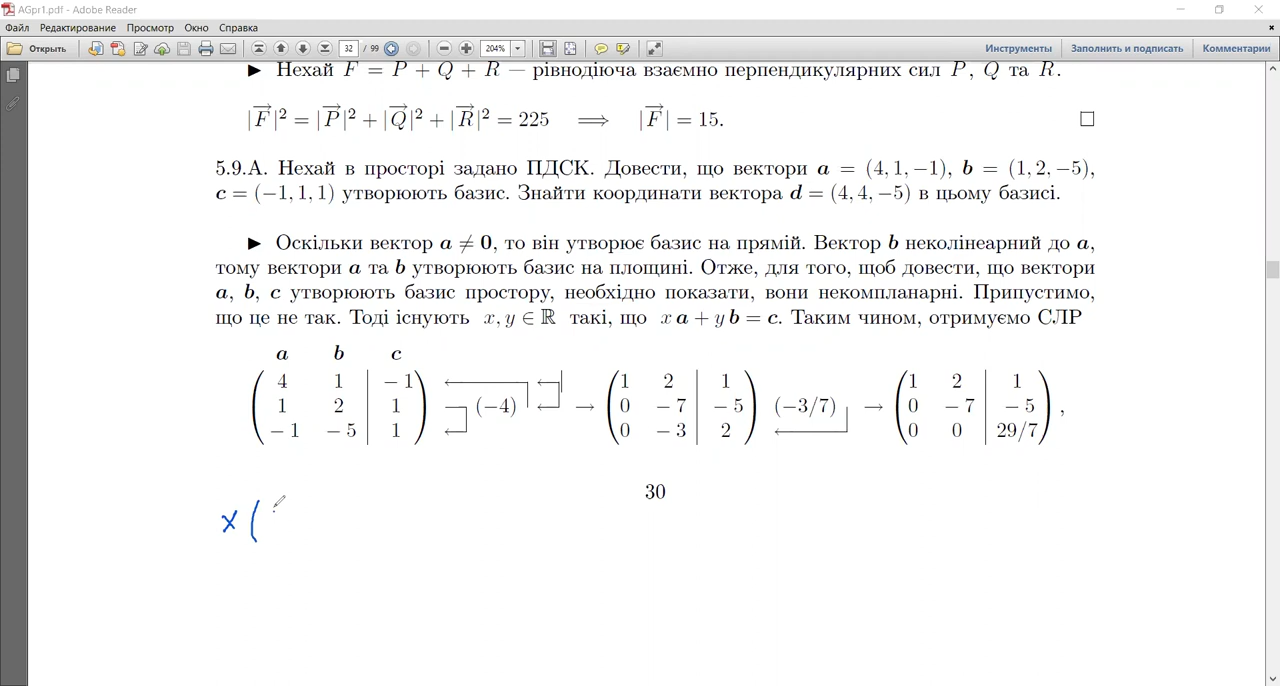 AGpr1.pdf - Adobe Reader
Файл Редактирование Просмотр Окно Справка
Открыть 32 / 99 204% Инструменты Заполнить и подписать Комментарии
► Нехай F = P + Q + R — рівнодіюча взаємно перпендикулярних сил P, Q та R.
|F⃗|² = |P⃗|² + |Q⃗|² + |R⃗|² = 225 ⟹ |F⃗| = 15. □
5.9.А. Нехай в просторі задано ПДСК. Довести, що вектори a = (4, 1, −1), b = (1, 2, −5),
c = (−1, 1, 1) утворюють базис. Знайти координати вектора d = (4, 4, −5) в цьому базисі.
► Оскільки вектор a ≠ 0, то він утворює базис на прямій. Вектор b неколінеарний до a,
тому вектори a та b утворюють базис на площині. Отже, для того, щоб довести, що вектори
a, b, c утворюють базис простору, необхідно показати, вони некомпланарні. Припустимо,
що це не так. Тоді існують x, y ∈ ℝ такі, що x a + y b = c. Таким чином, отримуємо СЛР
a b c
4 1 | −1 1 2 | 1 1 2 | 1
1 2 | 1 (−4) → 0 −7 | −5 (−3/7) → 0 −7 | −5 ,
−1 −5 | 1 0 −3 | 2 0 0 | 29/7
30
x (